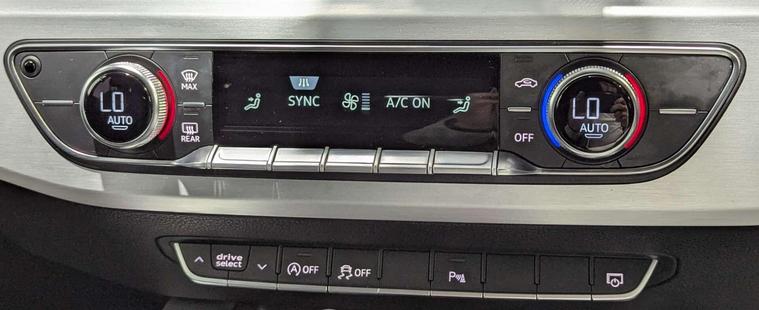 LO
AUTO
MAX
REAR
SYNC
A/C ON
OFF
LO
AUTO
drive
select
A OFF
OFF
P